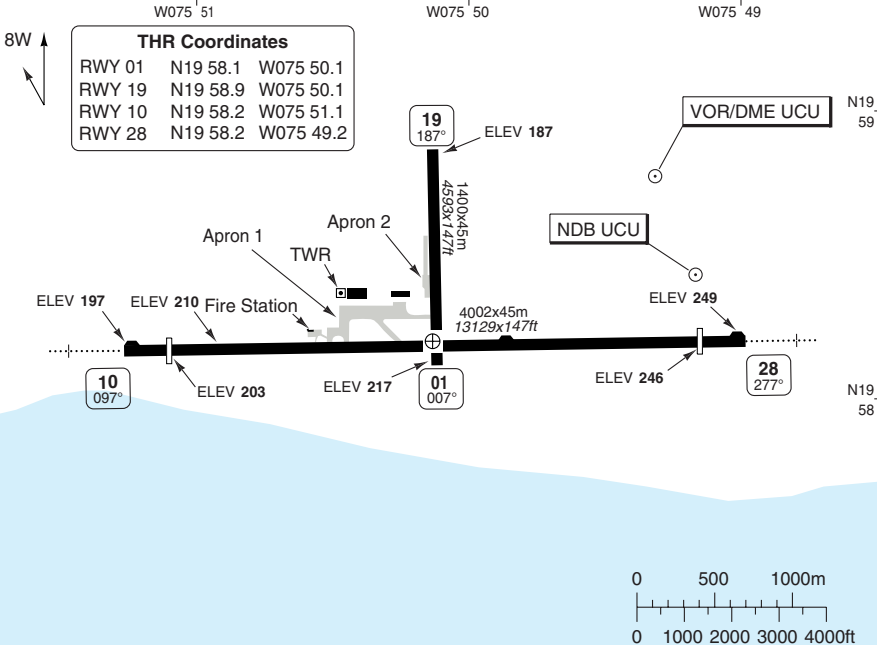 W075 51
W075 50
W075 49
8W
THR Coordinates
RWY 01 N19 58.1 W075 50.1
RWY 19 N19 58.9 W075 50.1
RWY 10 N19 58.2 W075 51.1
RWY 28 N19 58.2 W075 49.2
VOR/DME UCU
N19
59
19
187°
ELEV 187
1400x45m
4593x147ft
Apron 2
NDB UCU
Apron 1
TWR
ELEV 197
ELEV 210
Fire Station
4002x45m
13129x147ft
ELEV 249
10
097°
ELEV 203
ELEV 217
01
007°
ELEV 246
28
277°
N19
58
0 500 1000m
0 1000 2000 3000 4000ft